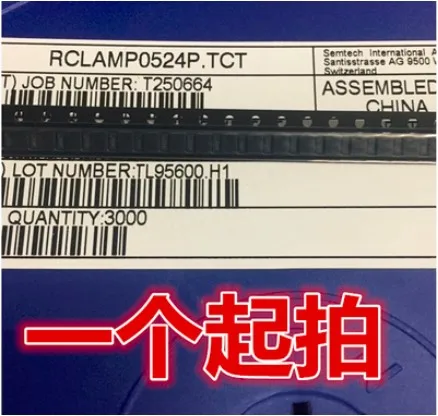 RCLAMP0524P.TCT
Semtech International A
Santisstrasse AG 9500 W
Switzerland
T) JOB NUMBER: T250664
ASSEMBLED
CHINA
) LOT NUMBER:TL95600.H1
QUANTITY:3000
一个起拍